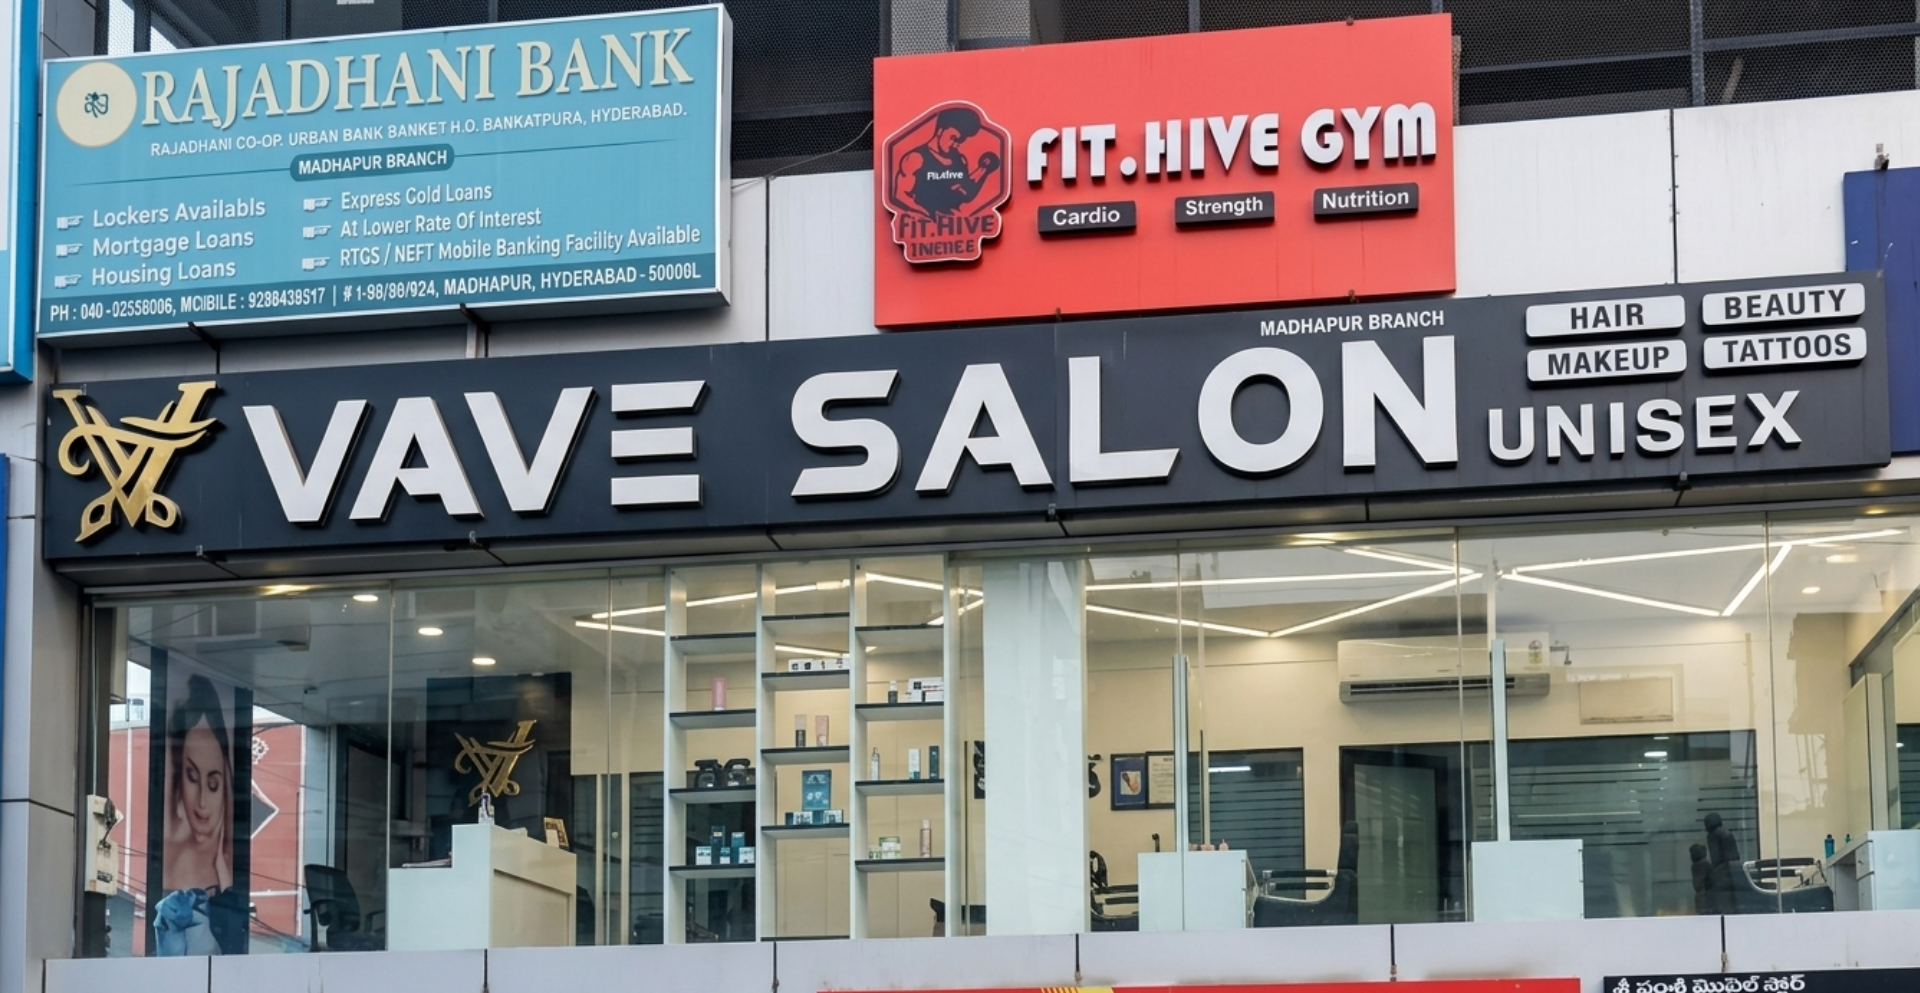 RAJADHANI BANK
RAJADHANI CO-OP. URBAN BANK BANKET H.O. BANKATPURA, HYDERABAD.
MADHAPUR BRANCH
Lockers Availabls
Mortgage Loans
Housing Loans
Express Cold Loans
At Lower Rate Of Interest
RTGS / NEFT Mobile Banking Facility Available
PH : 040 -02558006, MCIBILE : 9288439517 | # 1-98/86/924, MADHAPUR, HYDERABAD - 50006L
FIT.HIVE GYM
Cardio
Strength
Nutrition
FIT.HIVE
MADHAPUR BRANCH
VAVE SALON
UNISEX
HAIR
BEAUTY
MAKEUP
TATTOOS